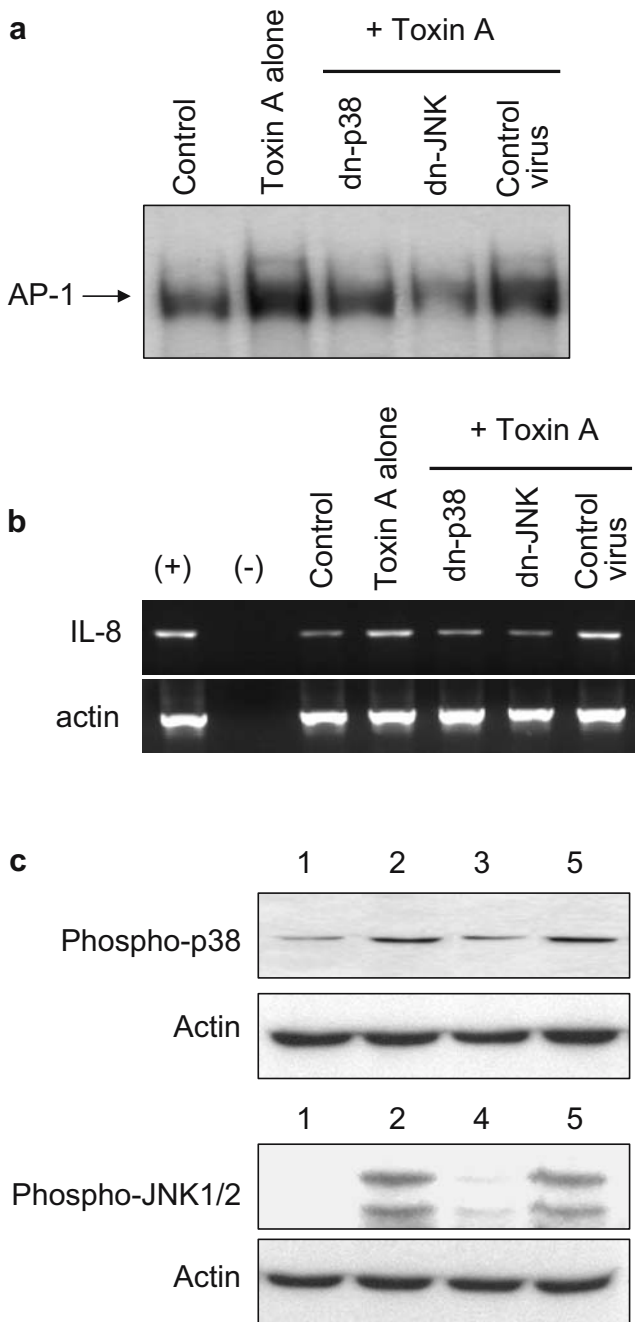 a
+ Toxin A
Control
Toxin A alone
dn-p38
dn-JNK
Control
virus
AP-1
b
+ Toxin A
(+)
(-)
Control
Toxin A alone
dn-p38
dn-JNK
Control
virus
IL-8
actin
c
1 2 3 5
Phospho-p38
Actin
1 2 4 5
Phospho-JNK1/2
Actin